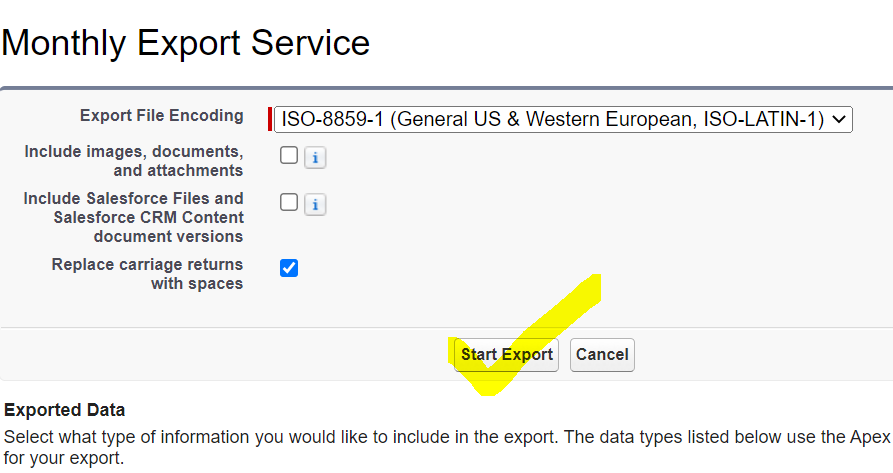 Monthly Export Service
Export File Encoding
ISO-8859-1 (General US & Western European, ISO-LATIN-1)
Include images, documents,
and attachments
i
Include Salesforce Files and
Salesforce CRM Content
document versions
i
Replace carriage returns
with spaces
Start Export Cancel
Exported Data
Select what type of information you would like to include in the export. The data types listed below use the Apex
for your export.